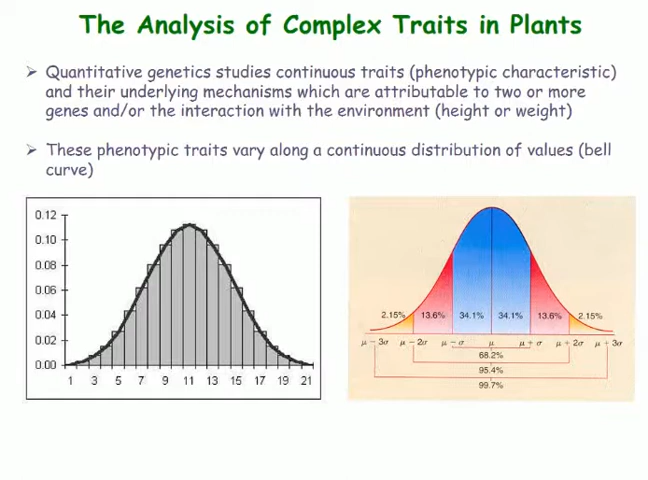 The Analysis of Complex Traits in Plants
➢ Quantitative genetics studies continuous traits (phenotypic characteristic)
and their underlying mechanisms which are attributable to two or more
genes and/or the interaction with the environment (height or weight)
➢ These phenotypic traits vary along a continuous distribution of values (bell
curve)
0.12
0.10
0.08
0.06
0.04
0.02
0.00
1 3 5 7 9 11 13 15 17 19 21
2.15% 13.6% 34.1% 34.1% 13.6% 2.15%
μ − 3σ μ − 2σ μ − σ μ μ + σ μ + 2σ μ + 3σ
68.2%
95.4%
99.7%